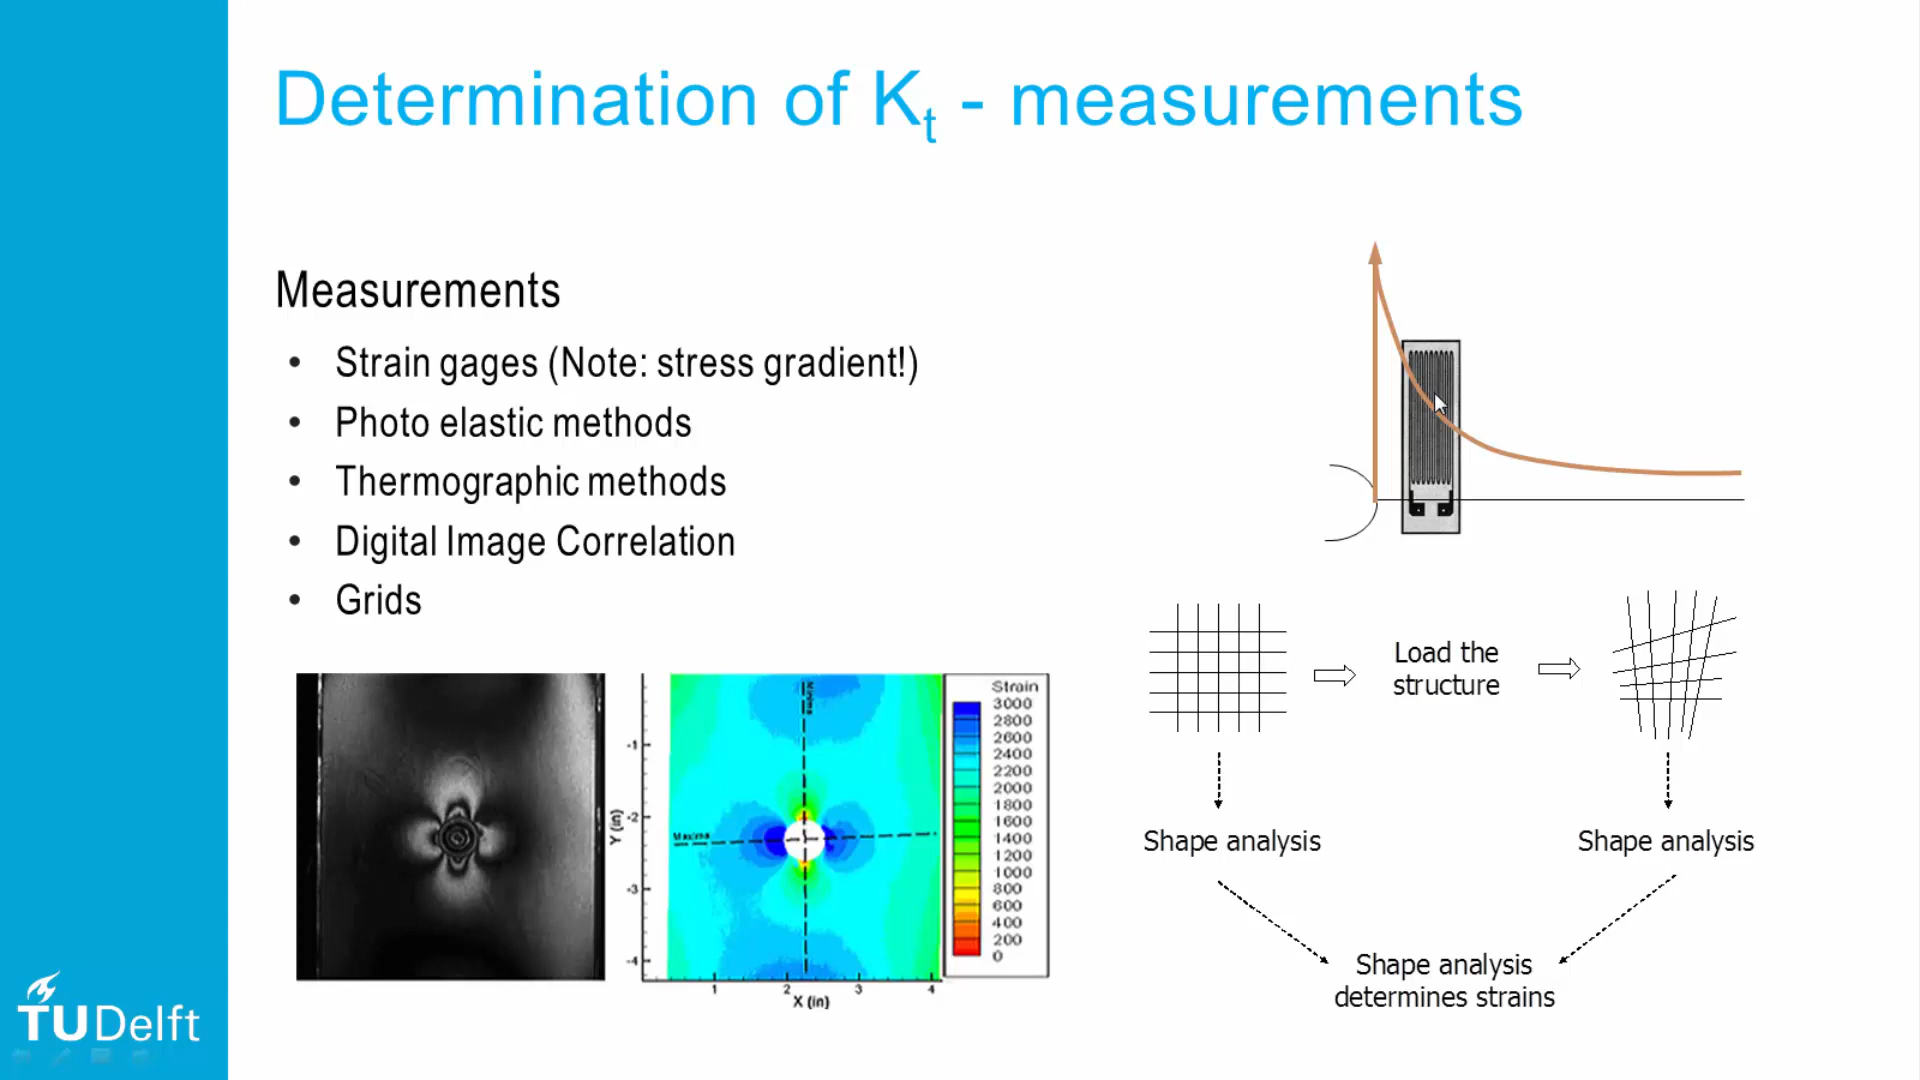 Determination of Kt - measurements
Measurements
• Strain gages (Note: stress gradient!)
• Photo elastic methods
• Thermographic methods
• Digital Image Correlation
• Grids
Load the
structure
Shape analysis
Shape analysis
Shape analysis
determines strains
Strain
3000
2800
2600
2400
2200
2000
1800
1600
1400
1200
1000
800
600
400
200
0
Maxima
-1
-2
-3
-4
Y (in)
1
2
3
4
X (in)
TUDelft